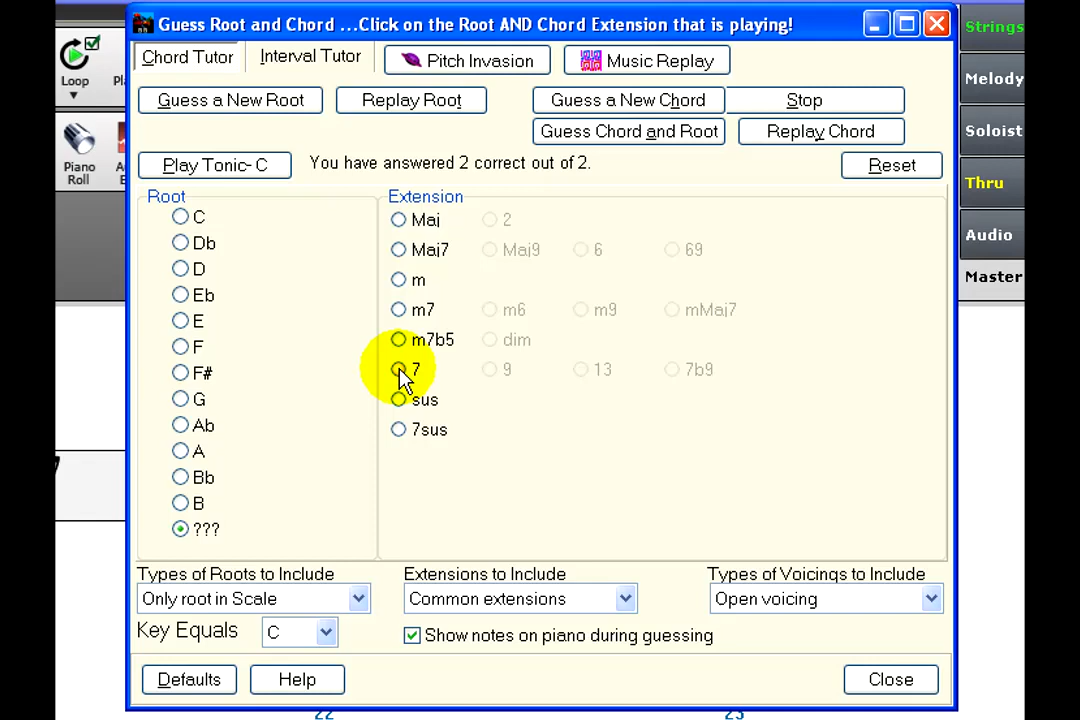 Guess Root and Chord ...Click on the Root AND Chord Extension that is playing!
Strings
Loop
Chord Tutor
Interval Tutor
Pitch Invasion
Music Replay
Melody
Guess a New Root
Replay Root
Guess a New Chord
Stop
Guess Chord and Root
Replay Chord
Soloist
Piano
Roll
Play Tonic- C
You have answered 2 correct out of 2.
Reset
Thru
Root
Extension
C
Maj
2
Db
Maj7
Maj9
6
69
Audio
D
m
Master
Eb
m7
m6
m9
mMaj7
E
F
m7b5
dim
F#
7
9
13
7b9
G
sus
Ab
7sus
A
Bb
B
???
Types of Roots to Include
Extensions to Include
Types of Voicings to Include
Only root in Scale
Common extensions
Open voicing
Key Equals
C
Show notes on piano during guessing
Defaults
Help
Close
22
23